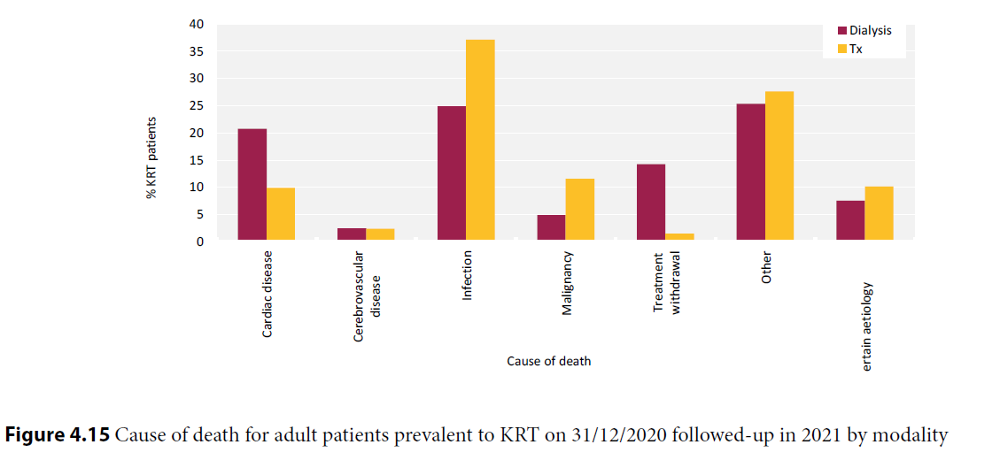 40
35
30
25
20
15
10
5
0
% KRT patients
Dialysis
Tx
Cardiac disease
Cerebrovascular
disease
Infection
Malignancy
Treatment
withdrawal
Other
ertain aetiology
Cause of death
Figure 4.15 Cause of death for adult patients prevalent to KRT on 31/12/2020 followed-up in 2021 by modality